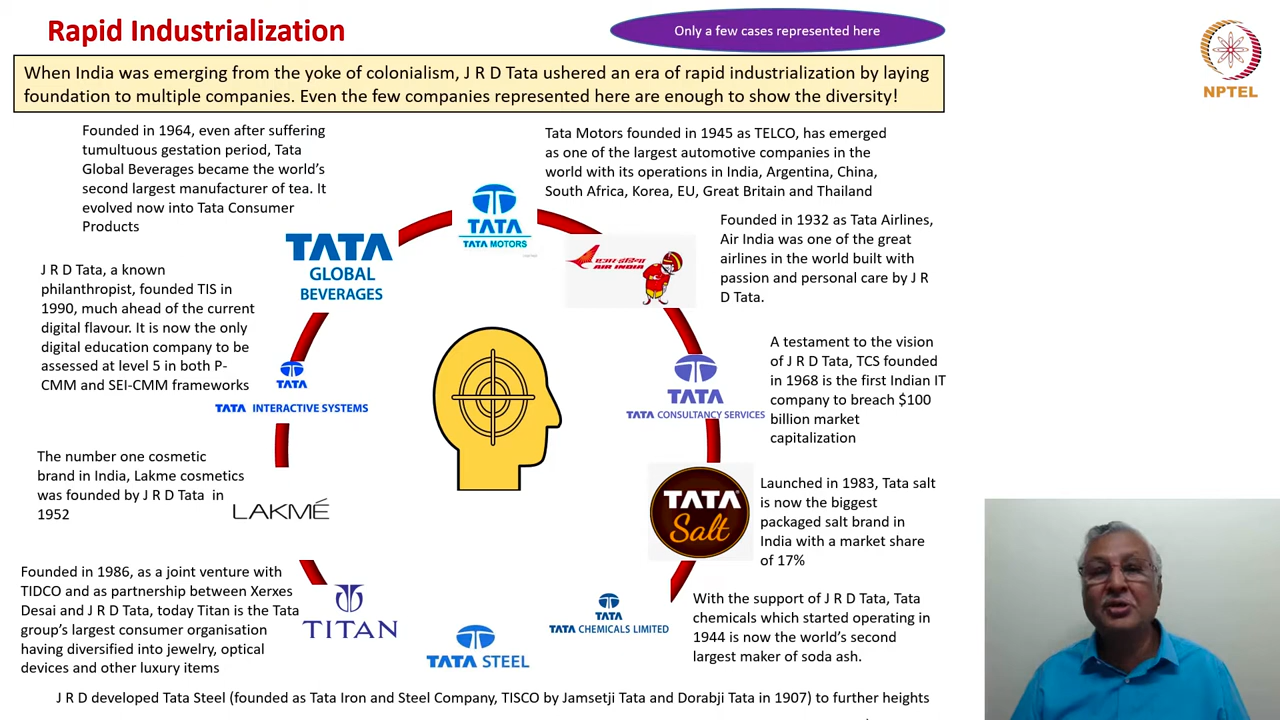 Rapid Industrialization
Only a few cases represented here
NPTEL
When India was emerging from the yoke of colonialism, J R D Tata ushered an era of rapid industrialization by laying
foundation to multiple companies. Even the few companies represented here are enough to show the diversity!
Founded in 1964, even after suffering
tumultuous gestation period, Tata
Global Beverages became the world's
second largest manufacturer of tea. It
evolved now into Tata Consumer
Products
Tata Motors founded in 1945 as TELCO, has emerged
as one of the largest automotive companies in the
world with its operations in India, Argentina, China,
South Africa, Korea, EU, Great Britain and Thailand
TATA
TATA MOTORS
TATA
GLOBAL
BEVERAGES
एअर इंडिया
AIR INDIA
Founded in 1932 as Tata Airlines,
Air India was one of the great
airlines in the world built with
passion and personal care by J R
D Tata.
J R D Tata, a known
philanthropist, founded TIS in
1990, much ahead of the current
digital flavour. It is now the only
digital education company to be
assessed at level 5 in both P-
CMM and SEI-CMM frameworks
TATA
TATA INTERACTIVE SYSTEMS
TATA
TATA CONSULTANCY SERVICES
A testament to the vision
of J R D Tata, TCS founded
in 1968 is the first Indian IT
company to breach $100
billion market
capitalization
The number one cosmetic
brand in India, Lakme cosmetics
was founded by J R D Tata in
1952
LAKMÉ
TATA
Salt
Launched in 1983, Tata salt
is now the biggest
packaged salt brand in
India with a market share
of 17%
Founded in 1986, as a joint venture with
TIDCO and as partnership between Xerxes
Desai and J R D Tata, today Titan is the Tata
group's largest consumer organisation
having diversified into jewelry, optical
devices and other luxury items
TITAN
TATA STEEL
TATA
TATA CHEMICALS LIMITED
With the support of J R D Tata, Tata
chemicals which started operating in
1944 is now the world's second
largest maker of soda ash.
J R D developed Tata Steel (founded as Tata Iron and Steel Company, TISCO by Jamsetji Tata and Dorabji Tata in 1907) to further heights